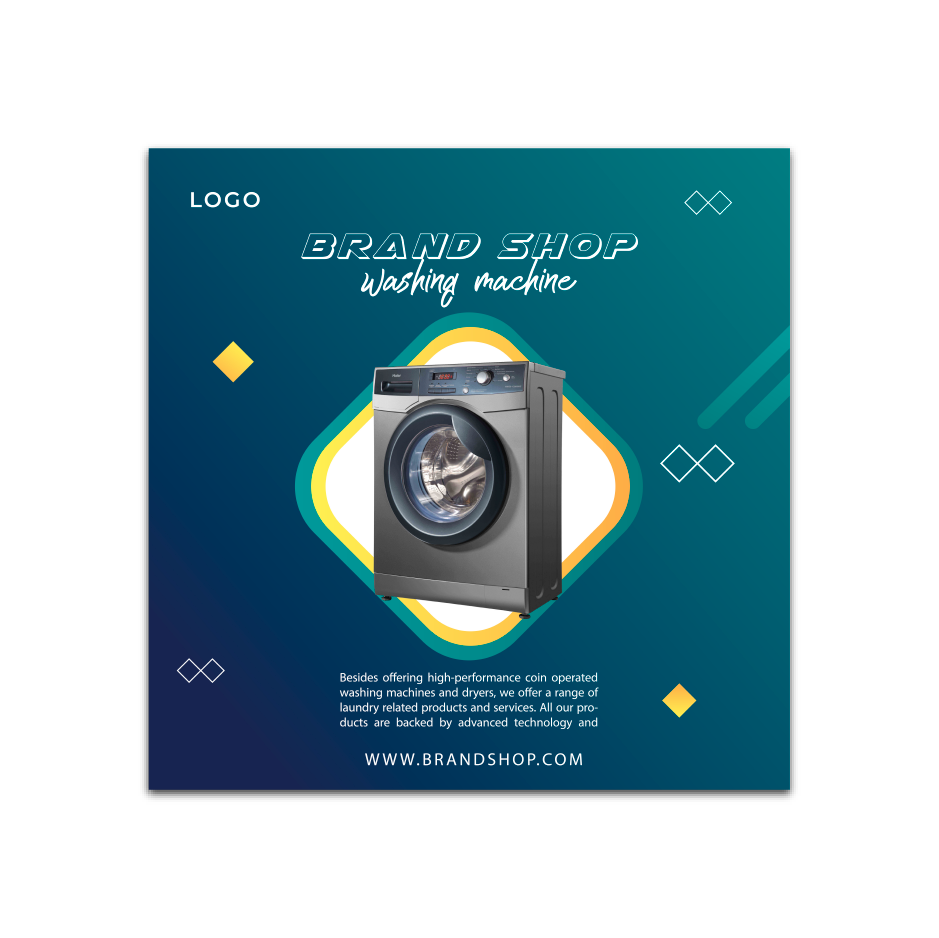 LOGO
BRAND SHOP
washing machine
Haier
Besides offering high-performance coin operated
washing machines and dryers, we offer a range of
laundry related products and services. All our pro-
ducts are backed by advanced technology and
WWW.BRANDSHOP.COM